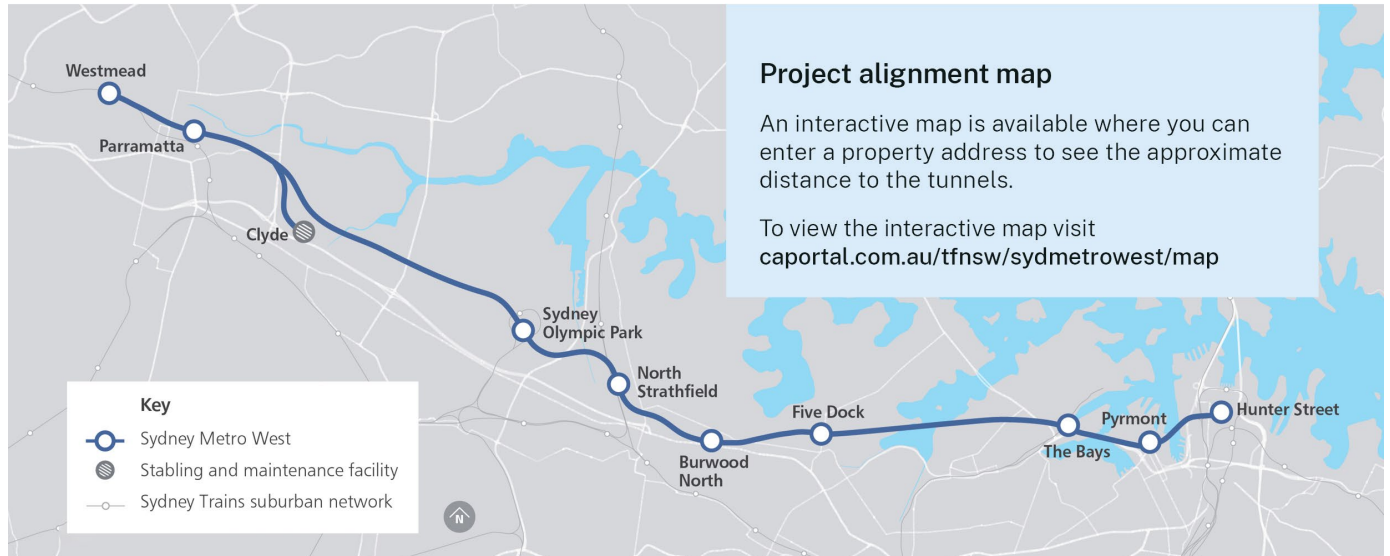 Project alignment map
An interactive map is available where you can
enter a property address to see the approximate
distance to the tunnels.
To view the interactive map visit
caportal.com.au/tfnsw/sydmetrowest/map
Westmead
Parramatta
Clyde
Sydney
Olympic Park
North
Strathfield
Burwood
North
Five Dock
The Bays
Pyrmont
Hunter Street
Key
Sydney Metro West
Stabling and maintenance facility
Sydney Trains suburban network
N